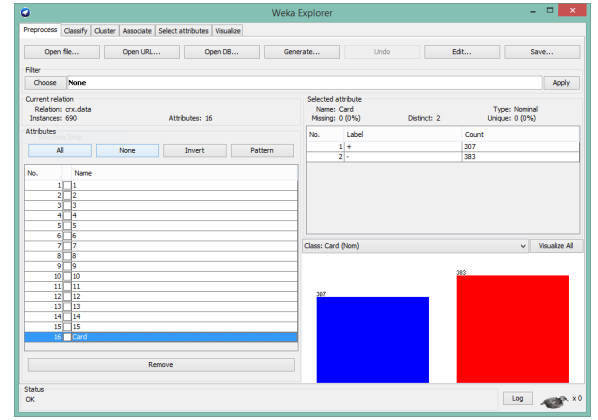 Weka Explorer
Preprocess Classify Cluster Associate Select attributes Visualize
Open file... Open URL... Open DB... Generate... Undo Edit... Save...
Filter
Choose None Apply
Current relation
Relation: crx.data
Instances: 690 Attributes: 16
Attributes
All None Invert Pattern
No. Name
1 1
2 2
3 3
4 4
5 5
6 6
7 7
8 8
9 9
10 10
11 11
12 12
13 13
14 14
15 15
16 Card
Remove
Selected attribute
Name: Card Type: Nominal
Missing: 0 (0%) Distinct: 2 Unique: 0 (0%)
No. Label Count
1 + 307
2 - 383
Class: Card (Nom) Visualize All
307
383
Status
OK
Log x 0